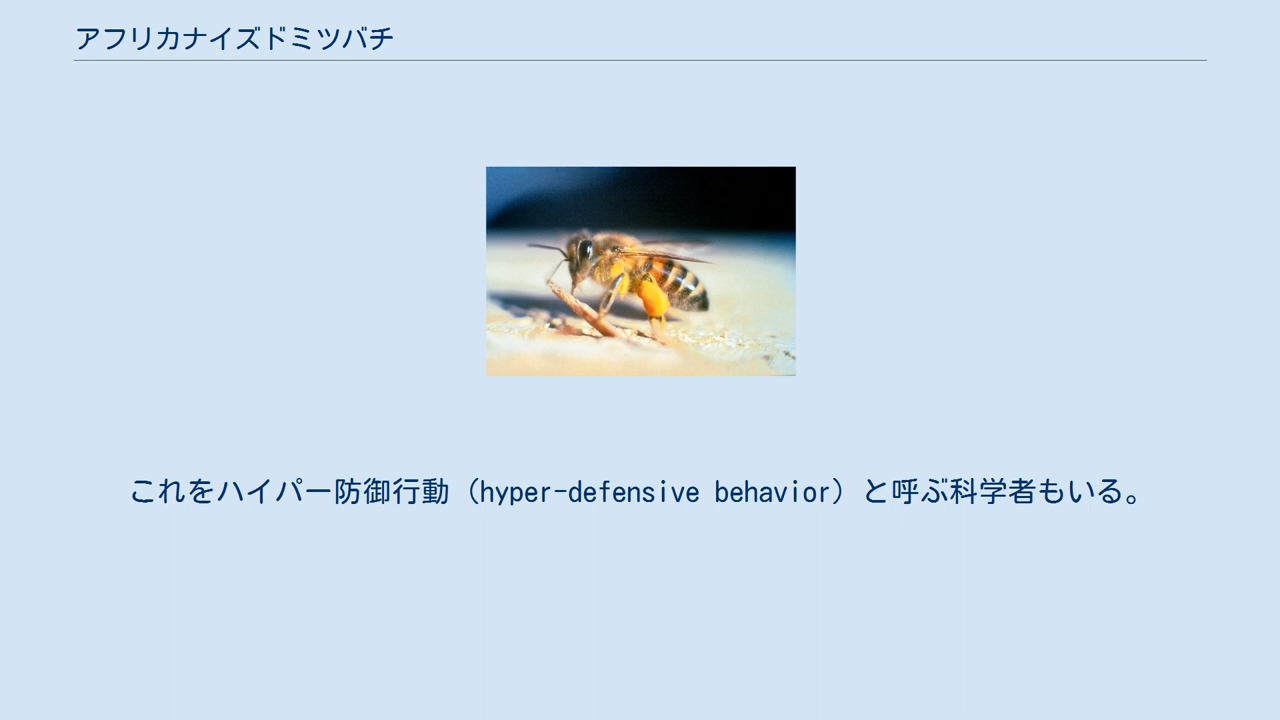 アフリカナイズドミツバチ
これをハイパー防御行動（hyper-defensive behavior）と呼ぶ科学者もいる。